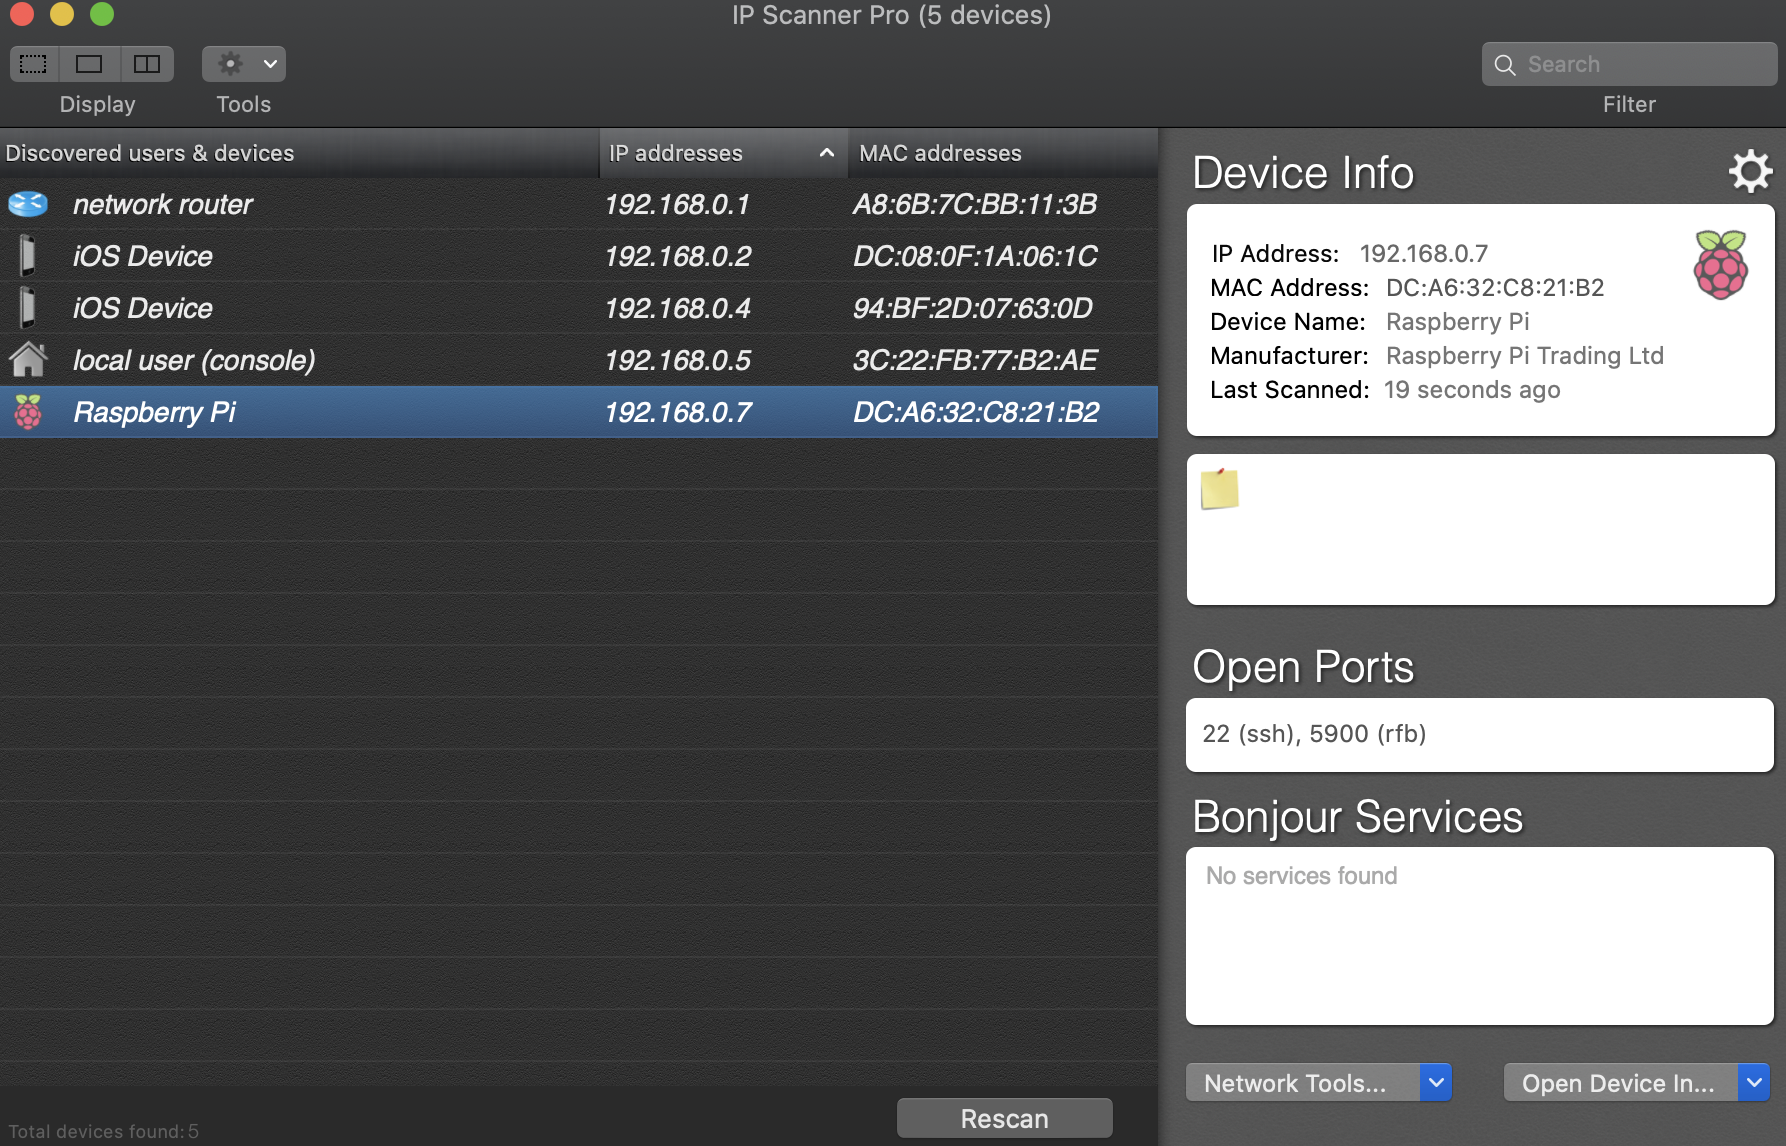 IP Scanner Pro (5 devices)
Display
Tools
Search
Filter
Discovered users & devices IP addresses MAC addresses
network router 192.168.0.1 A8:6B:7C:BB:11:3B
iOS Device 192.168.0.2 DC:08:0F:1A:06:1C
iOS Device 192.168.0.4 94:BF:2D:07:63:0D
local user (console) 192.168.0.5 3C:22:FB:77:B2:AE
Raspberry Pi 192.168.0.7 DC:A6:32:C8:21:B2
Total devices found: 5
Rescan
Device Info
IP Address: 192.168.0.7
MAC Address: DC:A6:32:C8:21:B2
Device Name: Raspberry Pi
Manufacturer: Raspberry Pi Trading Ltd
Last Scanned: 19 seconds ago
Open Ports
22 (ssh), 5900 (rfb)
Bonjour Services
No services found
Network Tools...
Open Device In...